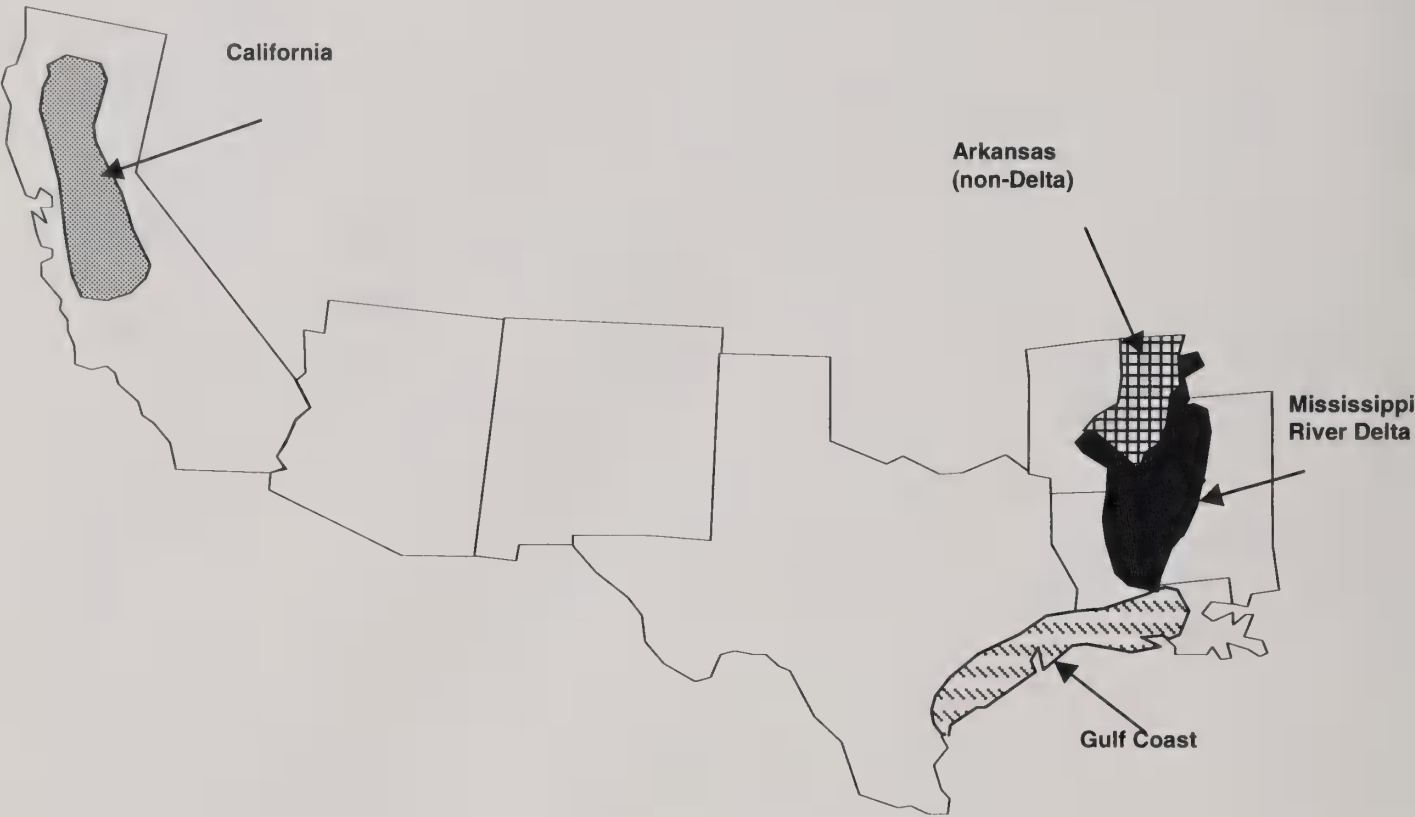 California
Arkansas
(non-Delta)
Mississippi
River Delta
Gulf Coast